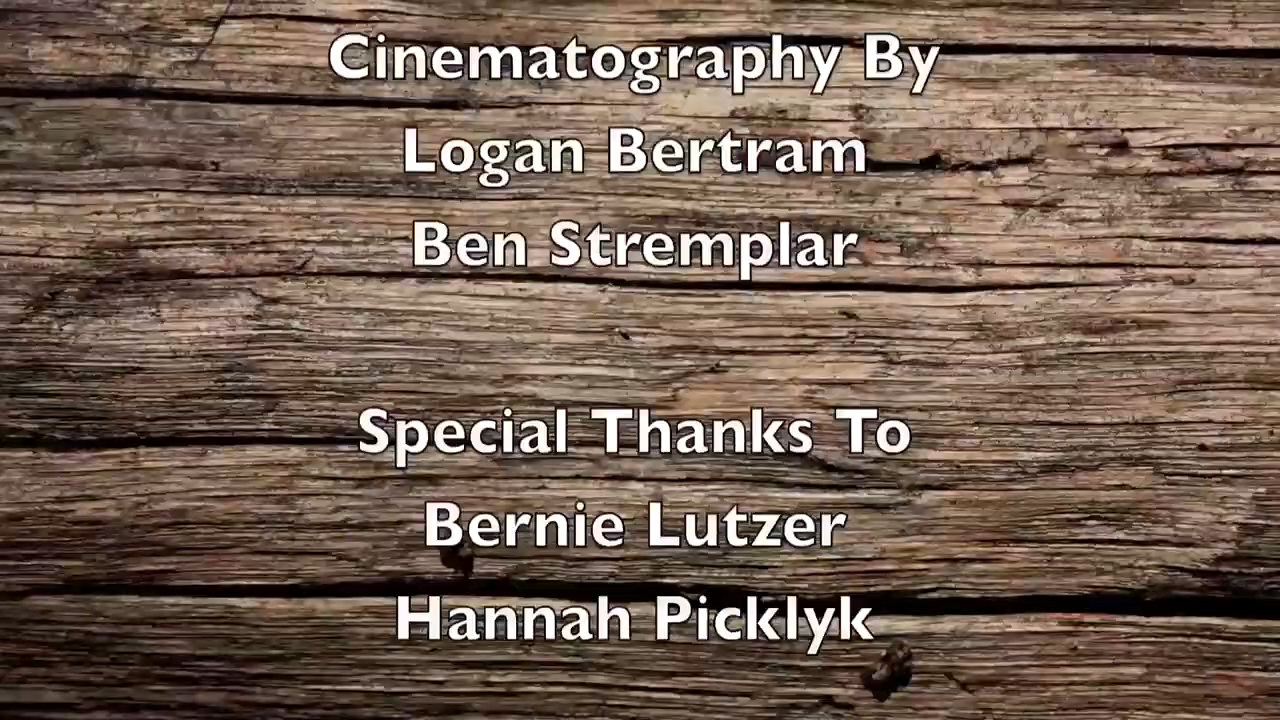 Cinematography By
Logan Bertram
Ben Stremplar
Special Thanks To
Bernie Lutzer
Hannah Picklyk